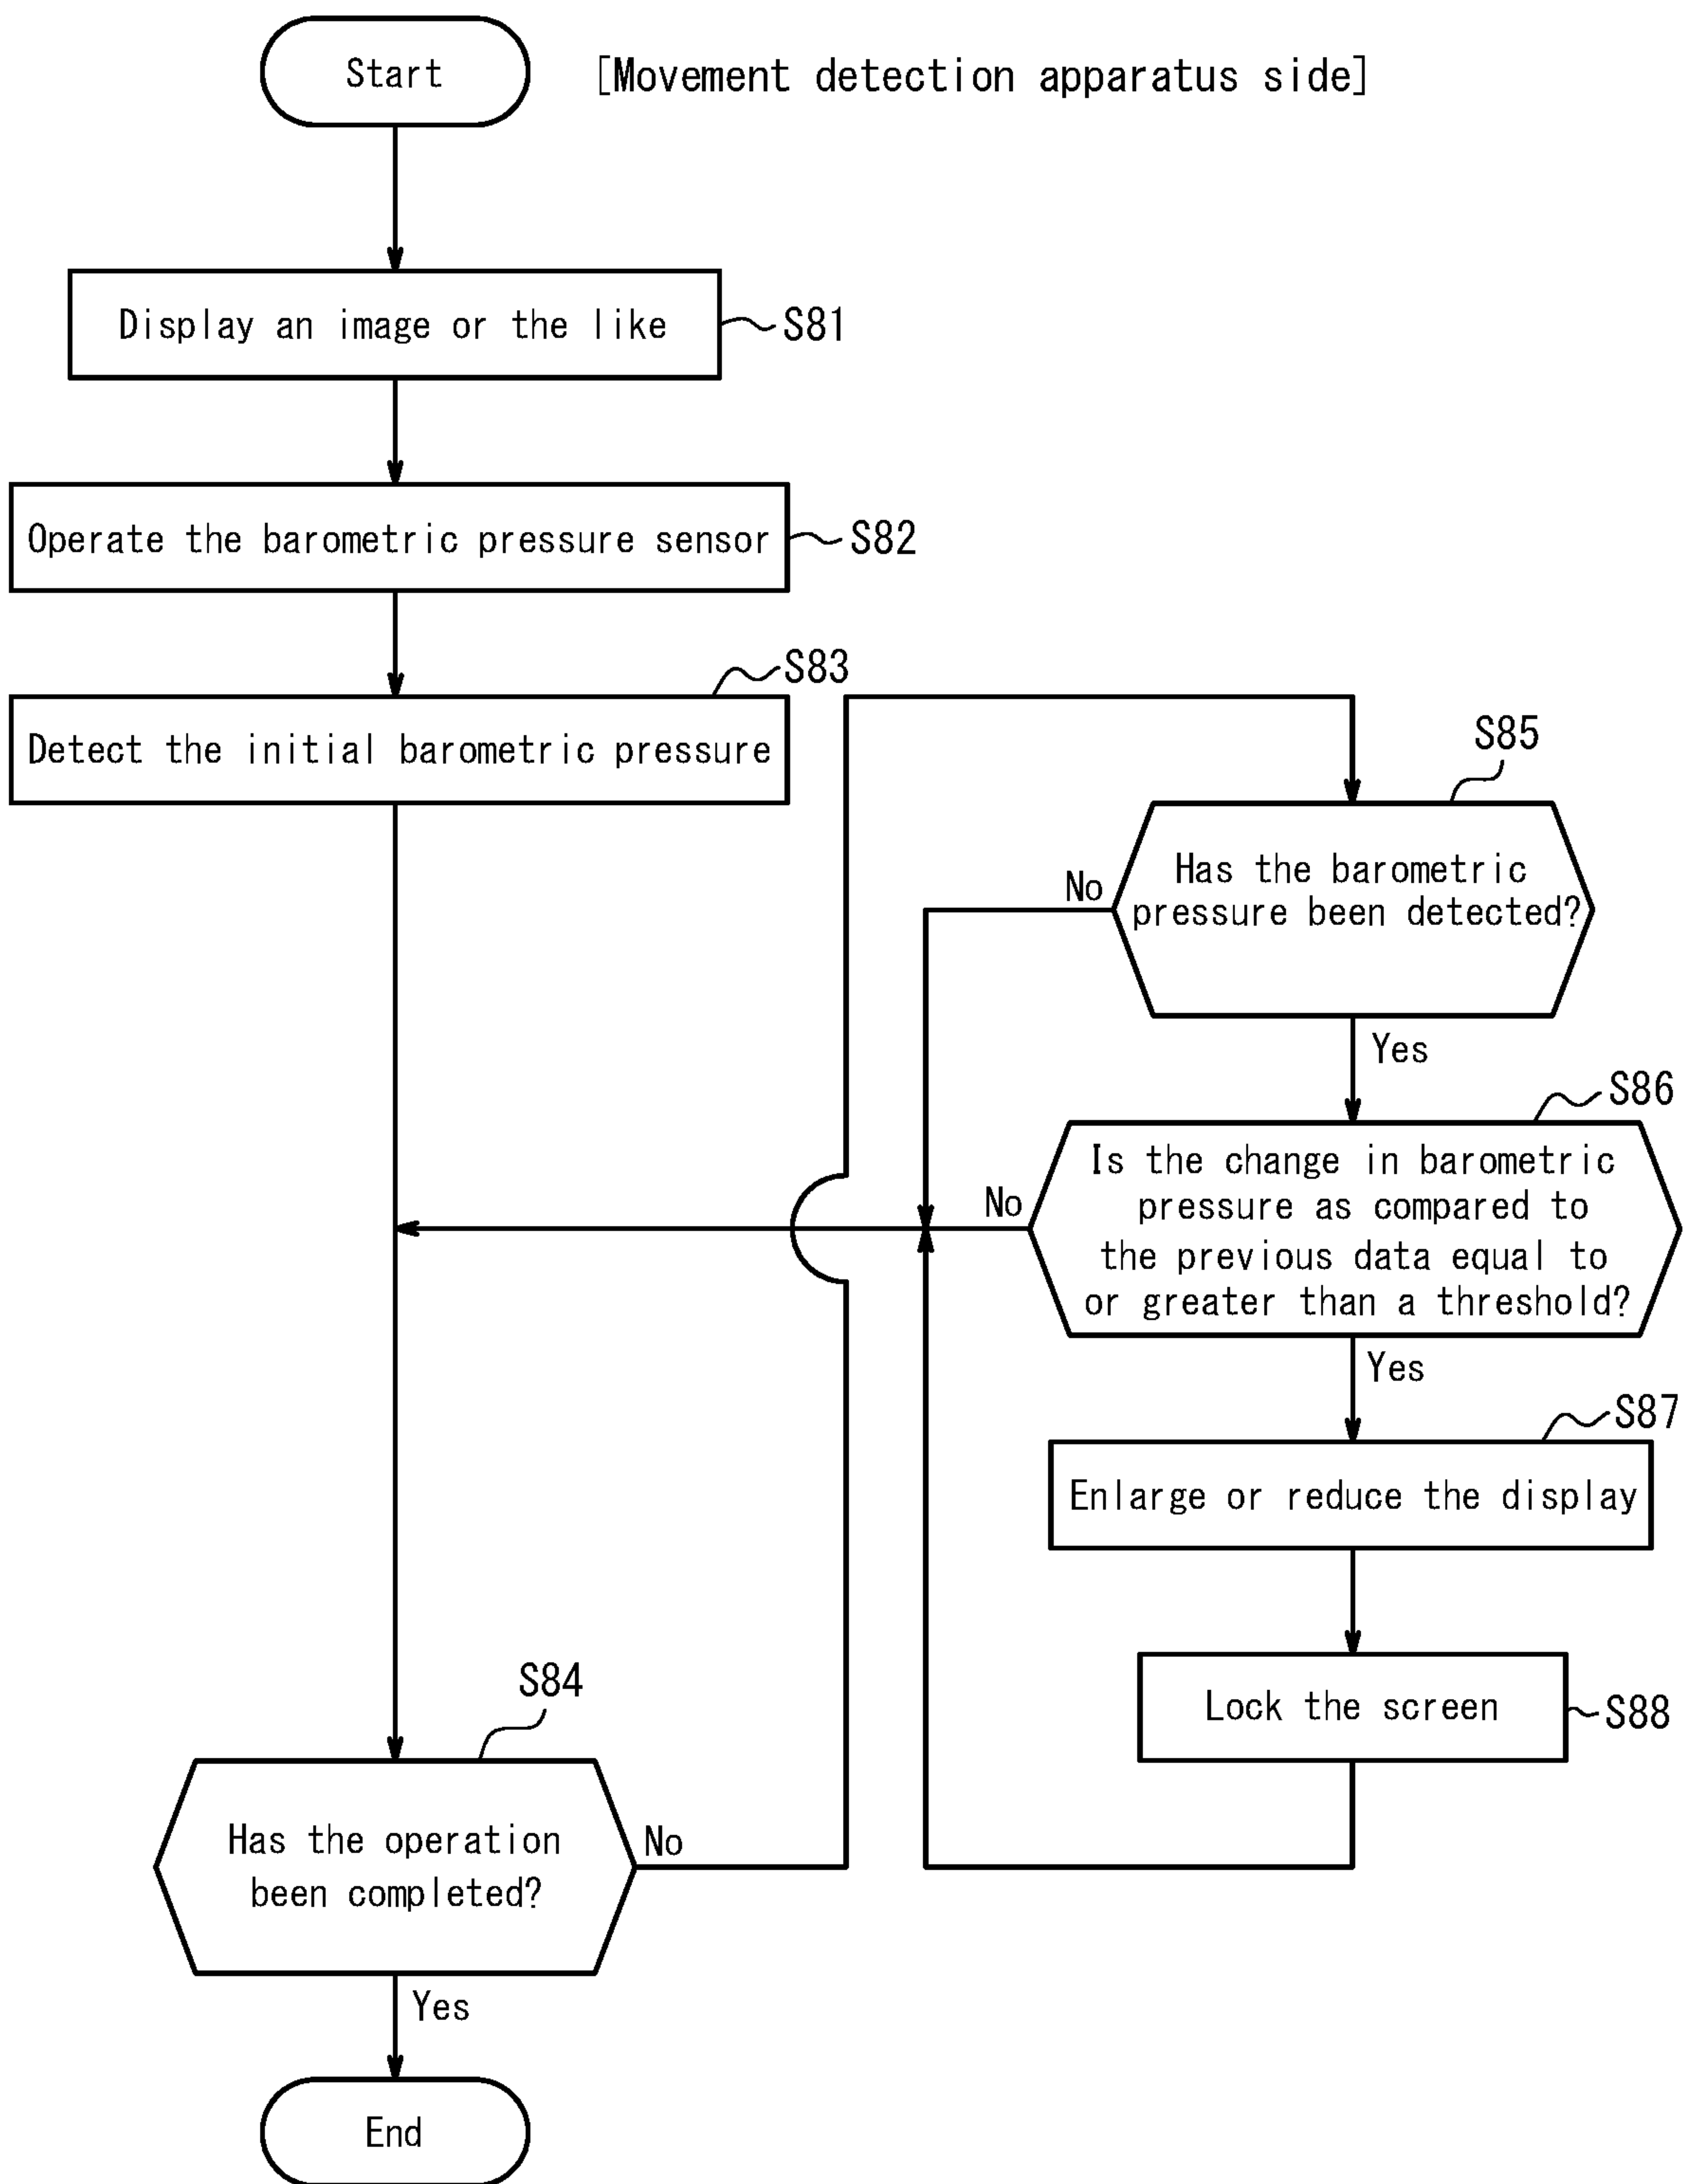 Start
[Movement detection apparatus side]
Display an image or the like
S81
Operate the barometric pressure sensor
S82
S83
Detect the initial barometric pressure
S85
Has the barometric
pressure been detected?
No
Yes
S86
Is the change in barometric
pressure as compared to
the previous data equal to
or greater than a threshold?
No
Yes
S87
Enlarge or reduce the display
Lock the screen
S88
S84
Has the operation
been completed?
No
Yes
End